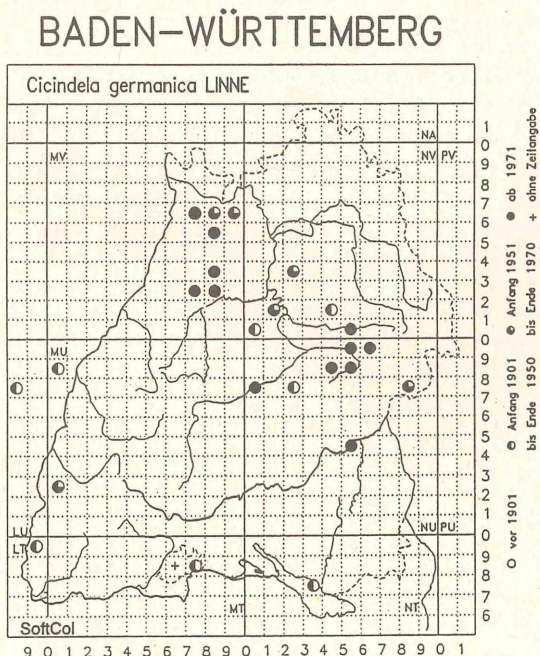 BADEN-WÜRTTEMBERG
Cicindela germanica LINNE
NA
MV
NV PV
MU
LU
LT
NU PU
MT
NT
+
SoftCol
1
0
9
8
7
6
5
4
3
2
1
0
9
8
7
6
5
4
3
2
1
0
9
8
7
6
9 0 1 2 3 4 5 6 7 8 9 0 1 2 3 4 5 6 7 8 9 0 1
vor 1901
Anfang 1901
bis Ende 1950
Anfang 1951
bis Ende 1970
ab 1971
+ ohne Zeitangabe